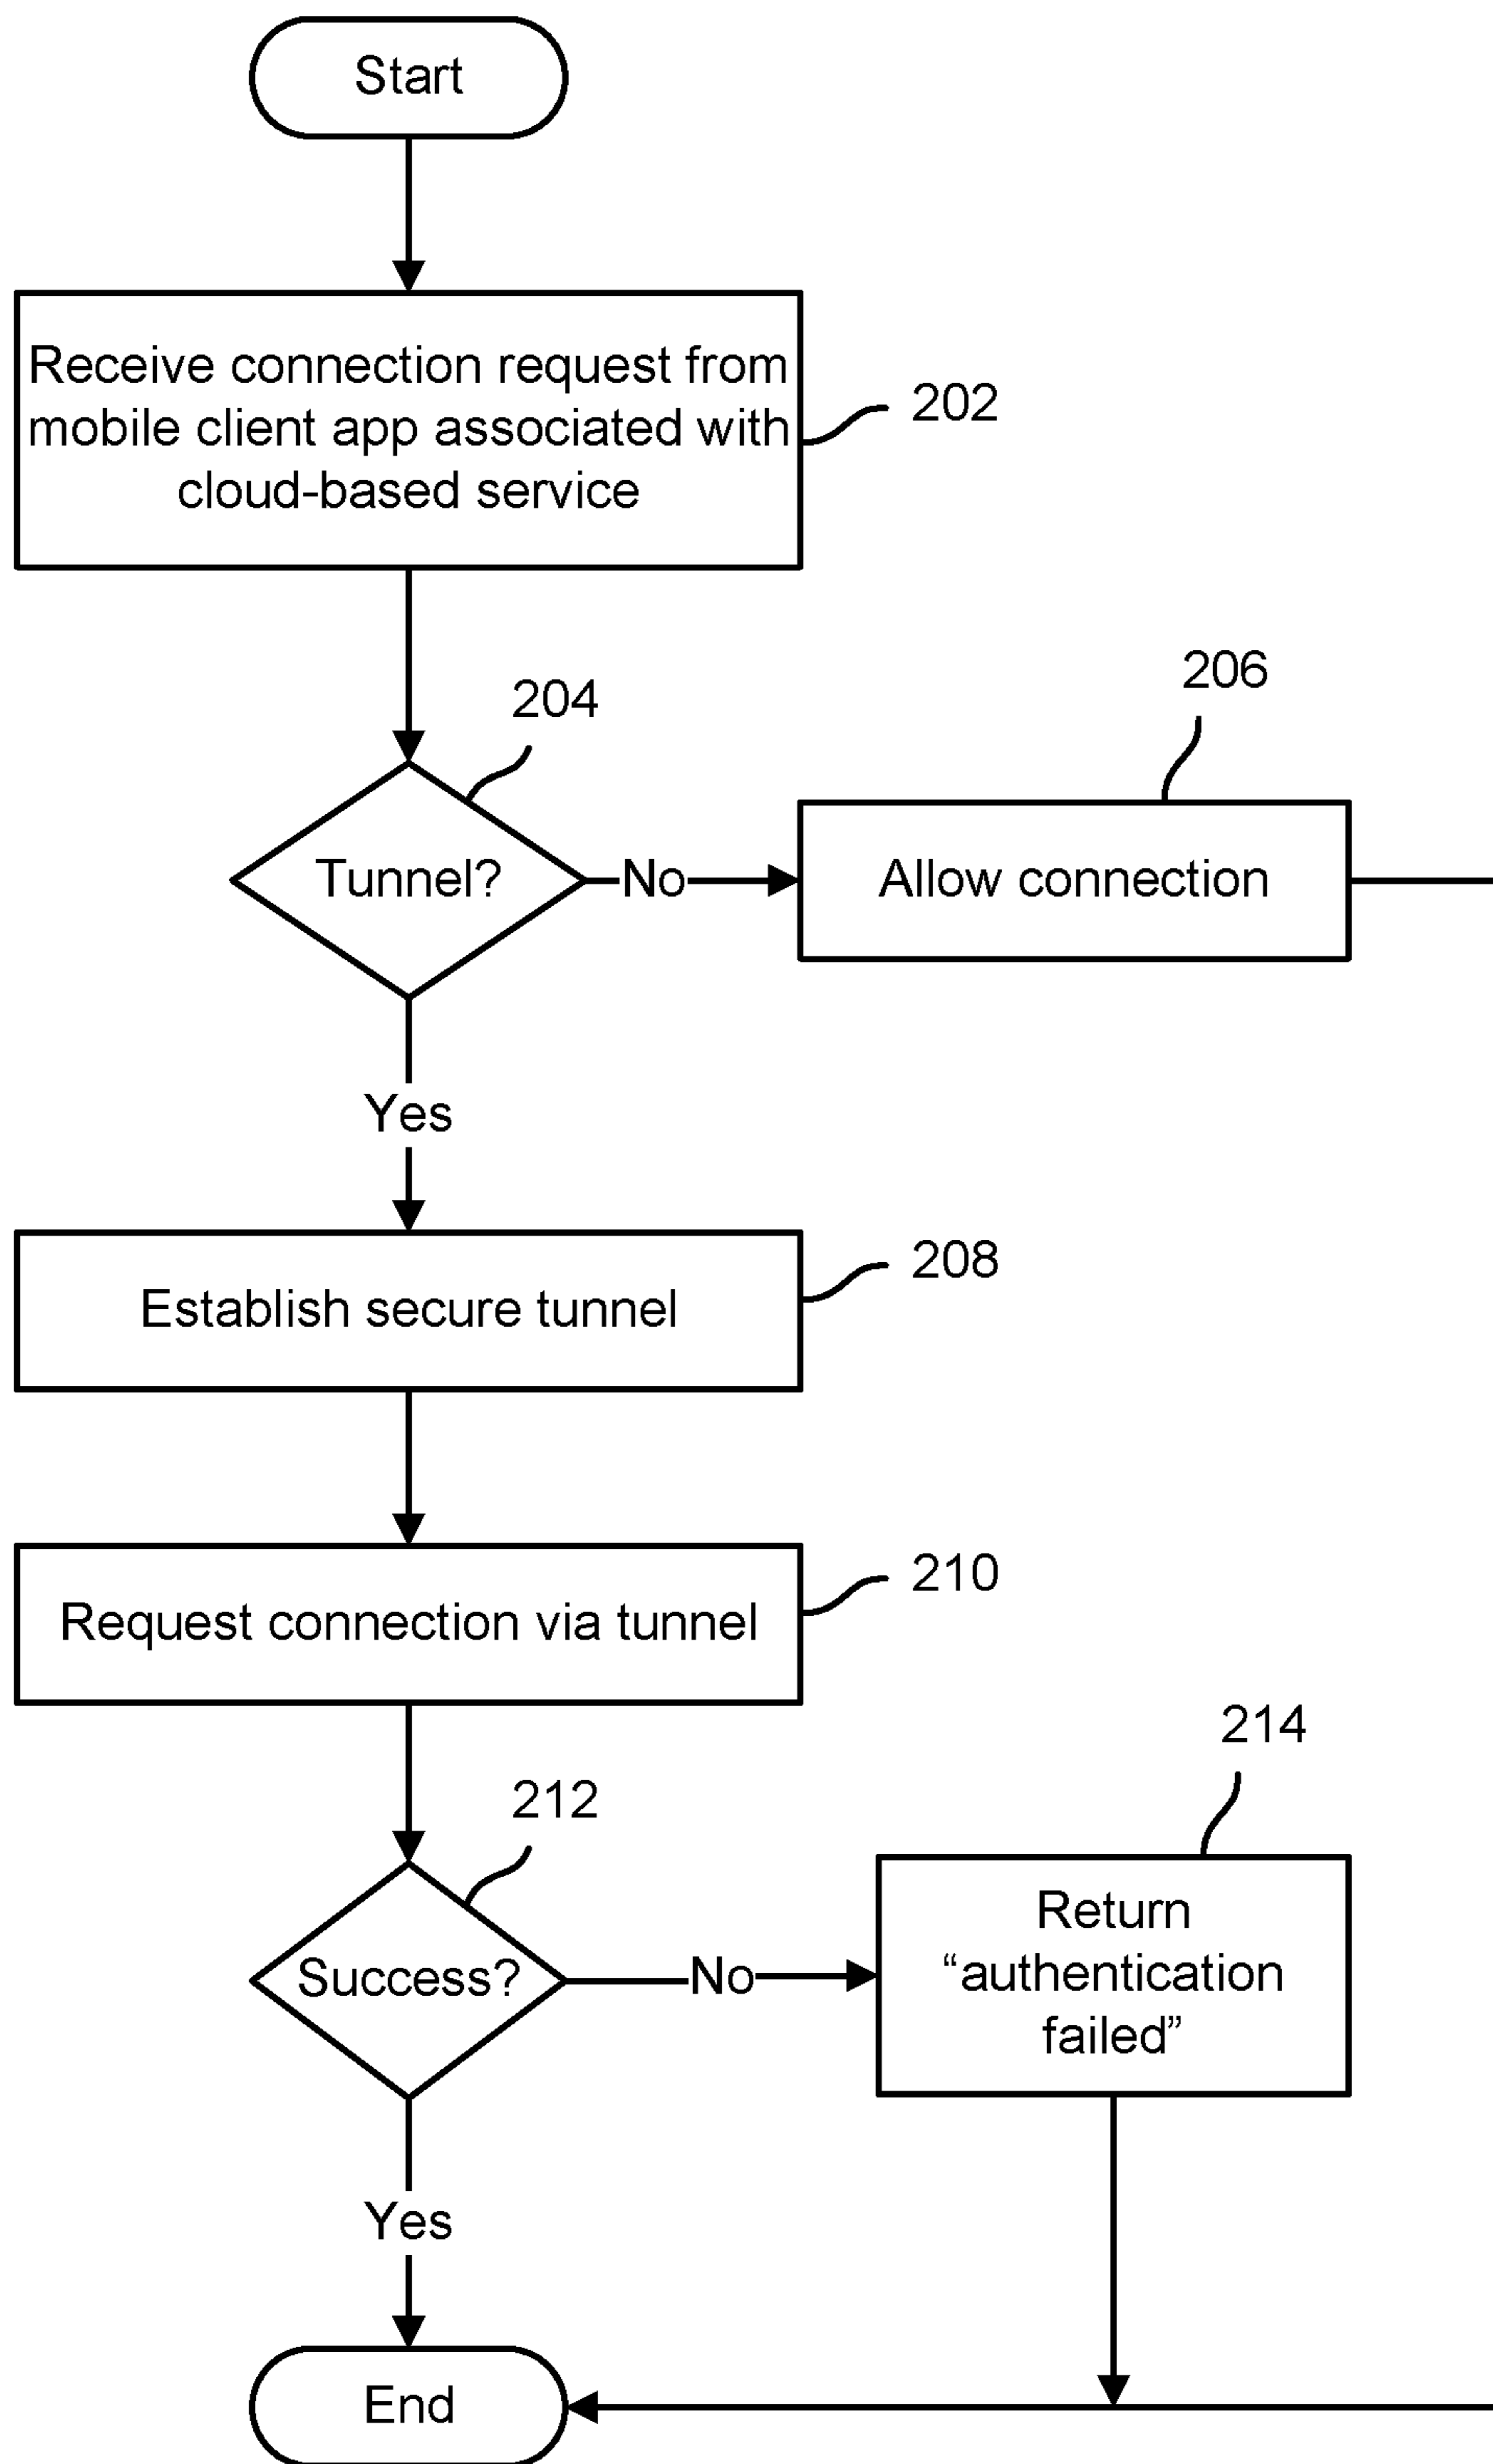 Start
Receive connection request from
mobile client app associated with
cloud-based service
202
204
206
Tunnel?
No
Allow connection
Yes
Establish secure tunnel
208
Request connection via tunnel
210
212
214
Success?
No
Return
“authentication
failed”
Yes
End